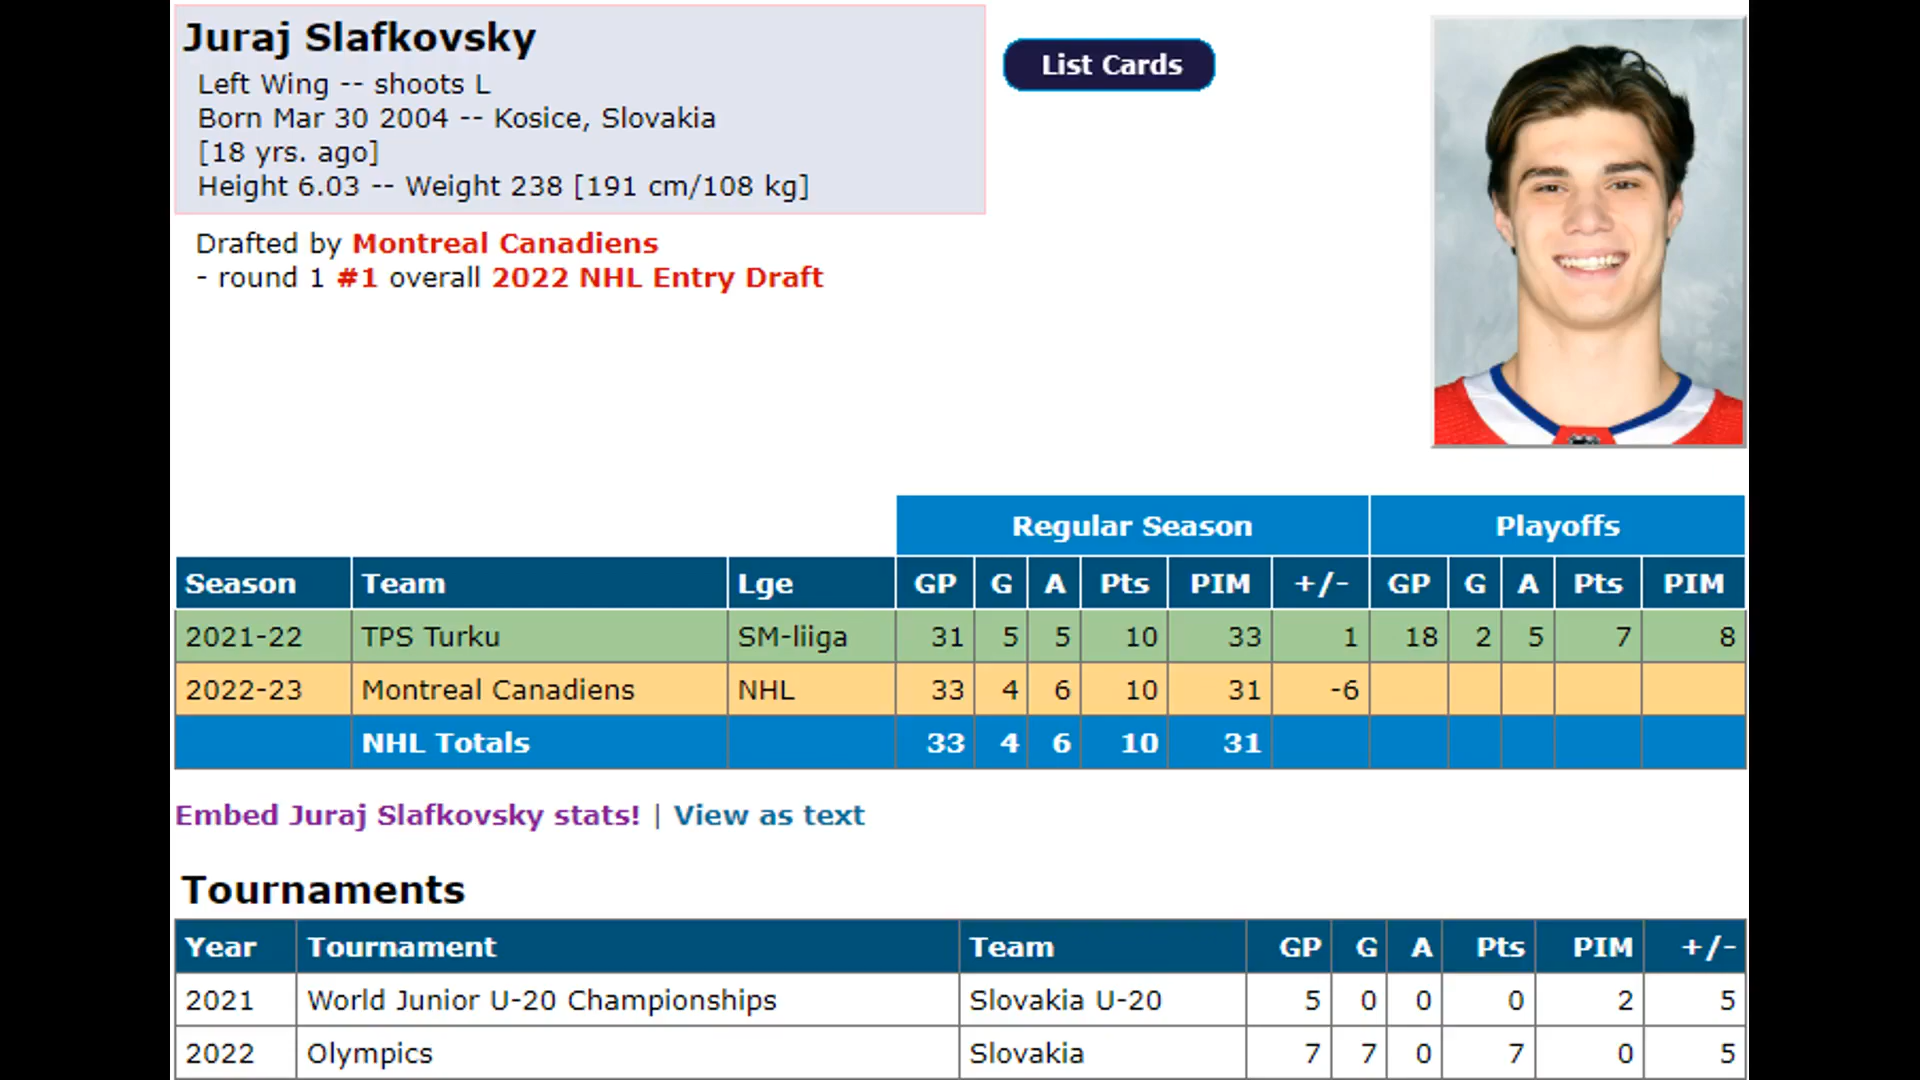 Juraj Slafkovsky
Left Wing -- shoots L
Born Mar 30 2004 -- Kosice, Slovakia
[18 yrs. ago]
Height 6.03 -- Weight 238 [191 cm/108 kg]
List Cards
Drafted by Montreal Canadiens
- round 1 #1 overall 2022 NHL Entry Draft
Regular Season Playoffs
Season Team Lge GP G A Pts PIM +/- GP G A Pts PIM
2021-22 TPS Turku SM-liiga 31 5 5 10 33 1 18 2 5 7 8
2022-23 Montreal Canadiens NHL 33 4 6 10 31 -6
NHL Totals 33 4 6 10 31
Embed Juraj Slafkovsky stats! | View as text
Tournaments
Year Tournament Team GP G A Pts PIM +/-
2021 World Junior U-20 Championships Slovakia U-20 5 0 0 0 2 5
2022 Olympics Slovakia 7 7 0 7 0 5